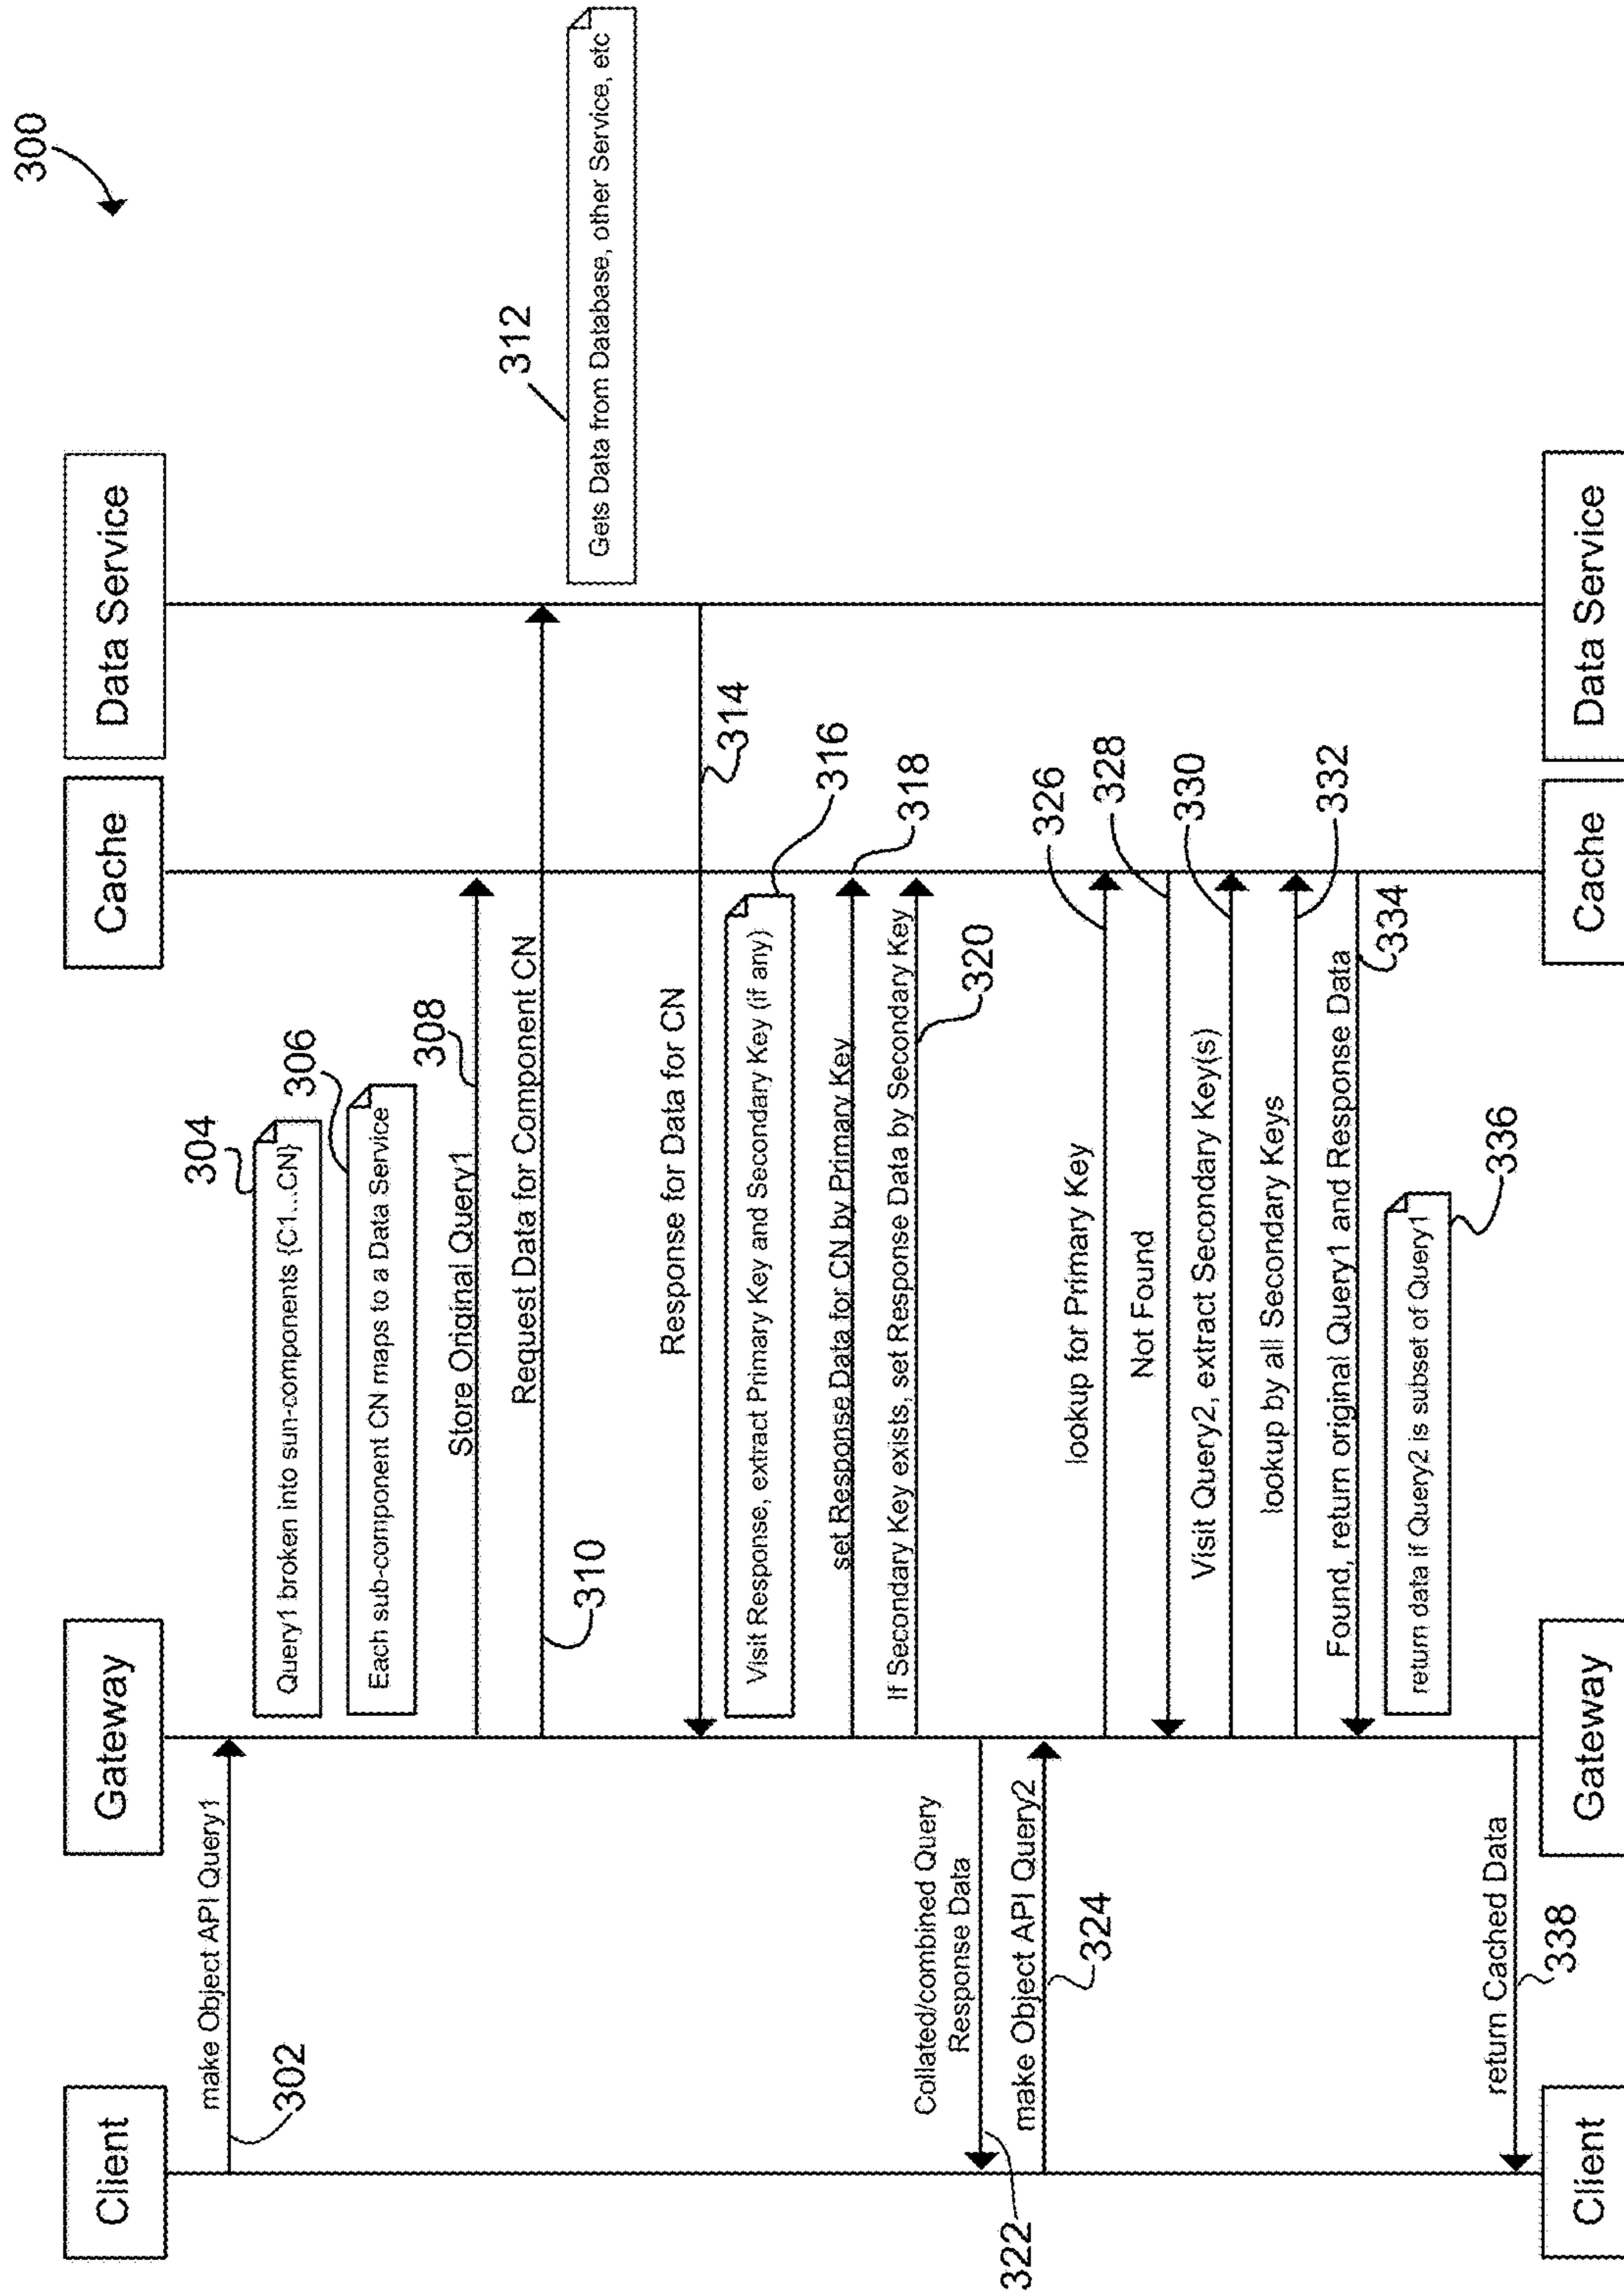 300
Client
Gateway
Cache
Data Service
make Object API Query1
302
304
Query1 broken into sun-components {C1...CN}
306
Each sub-component CN maps to a Data Service
308
Store Original Query1
Request Data for Component CN
310
312
Gets Data from Database, other Service, etc
Response for Data for CN
314
316
Visit Response, extract Primary Key and Secondary Key (if any)
set Response Data for CN by Primary Key
318
If Secondary Key exists, set Response Data by Secondary Key
320
Collated/combined Query
Response Data
322
make Object API Query2
324
lookup for Primary Key
326
Not Found
328
Visit Query2, extract Secondary Key(s)
330
lookup by all Secondary Keys
332
Found, return original Query1 and Response Data
334
return data if Query2 is subset of Query1
336
return Cached Data
338
Client
Gateway
Cache
Data Service